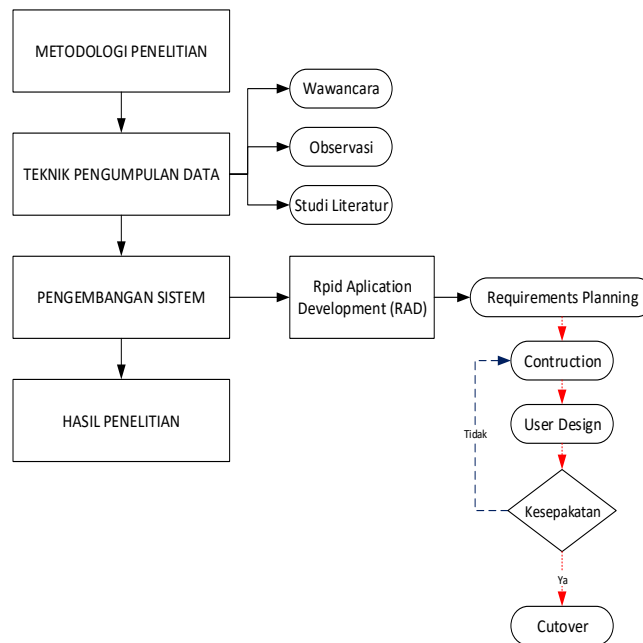 METODOLOGI PENELITIAN
TEKNIK PENGUMPULAN DATA
Wawancara
Observasi
Studi Literatur
PENGEMBANGAN SISTEM
Rpid Aplication
Development (RAD)
Requirements Planning
Contruction
User Design
Tidak
Kesepakatan
Ya
Cutover
HASIL PENELITIAN